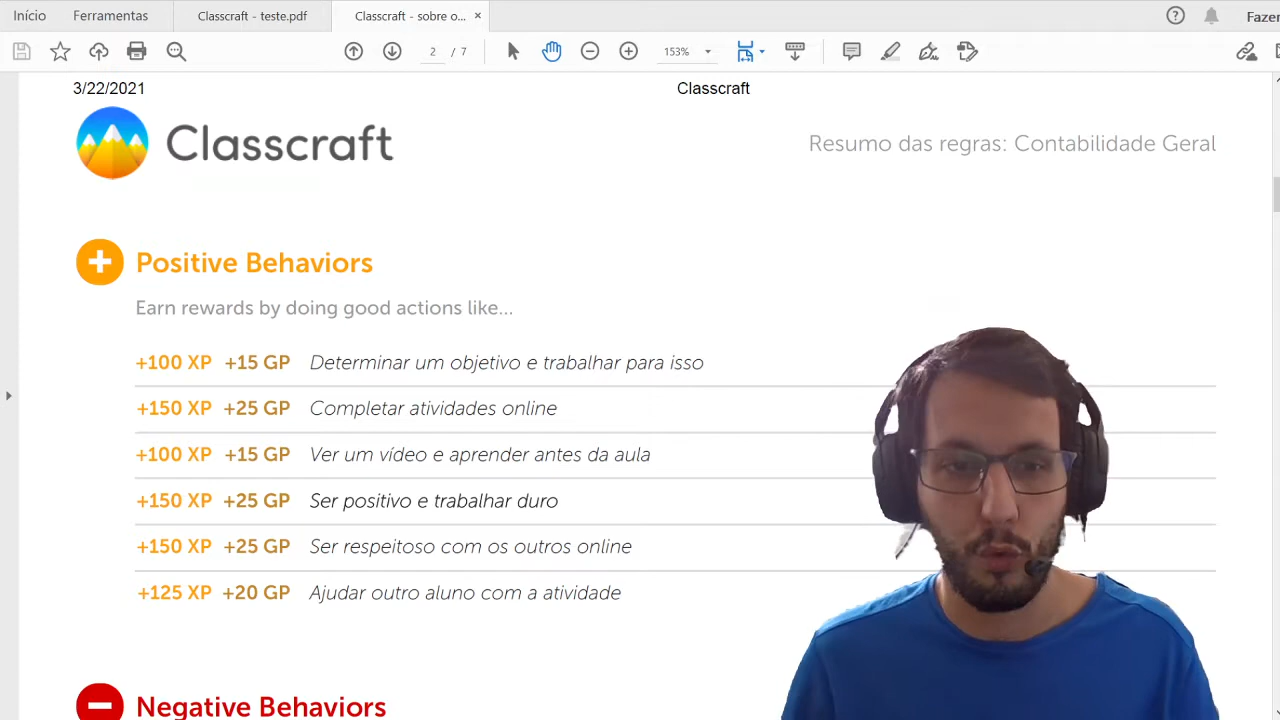 Início Ferramentas Classcraft - teste.pdf Classcraft - sobre o... × Fazer
2 / 7 153%
3/22/2021 Classcraft
Classcraft Resumo das regras: Contabilidade Geral
Positive Behaviors
Earn rewards by doing good actions like...
+100 XP +15 GP Determinar um objetivo e trabalhar para isso
+150 XP +25 GP Completar atividades online
+100 XP +15 GP Ver um vídeo e aprender antes da aula
+150 XP +25 GP Ser positivo e trabalhar duro
+150 XP +25 GP Ser respeitoso com os outros online
+125 XP +20 GP Ajudar outro aluno com a atividade
Negative Behaviors